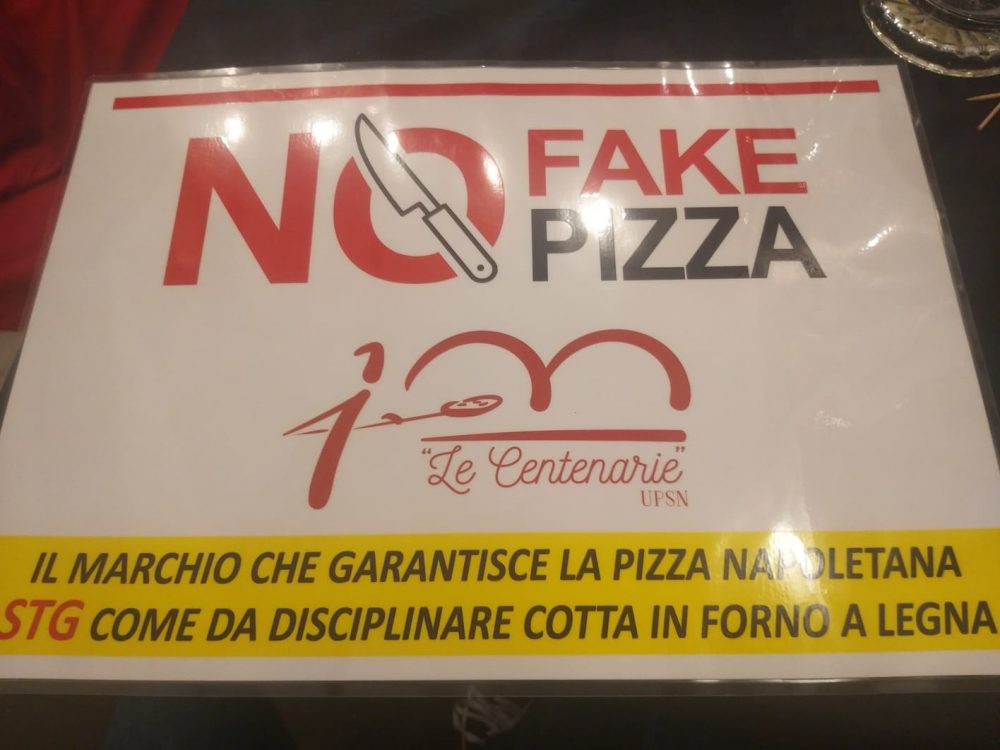 NO FAKE
PIZZA
"Le Centenarie"
UPSN
IL MARCHIO CHE GARANTISCE LA PIZZA NAPOLETANA
STG COME DA DISCIPLINARE COTTA IN FORNO A LEGNA